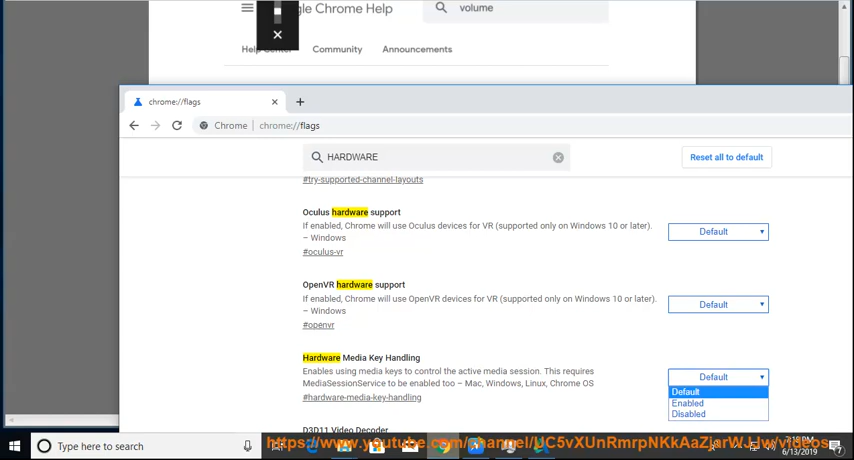 gle Chrome Help
volume
Help Center Community Announcements
chrome://flags
Chrome chrome://flags
HARDWARE
Reset all to default
#try-supported-channel-layouts
Oculus hardware support
If enabled, Chrome will use Oculus devices for VR (supported only on Windows 10 or later).
– Windows
#oculus-vr
Default
OpenVR hardware support
If enabled, Chrome will use OpenVR devices for VR (supported only on Windows 10 or later).
– Windows
#openvr
Default
Hardware Media Key Handling
Enables using media keys to control the active media session. This requires
MediaSessionService to be enabled too – Mac, Windows, Linux, Chrome OS
#hardware-media-key-handling
Default
Default
Enabled
Disabled
D3D11 Video Decoder
Type here to search
6/13/2019